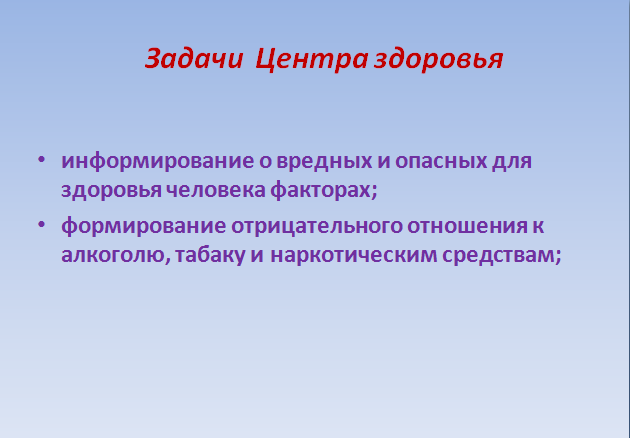 Задачи Центра здоровья
• информирование о вредных и опасных для
здоровья человека факторах;
• формирование отрицательного отношения к
алкоголю, табаку и наркотическим средствам;